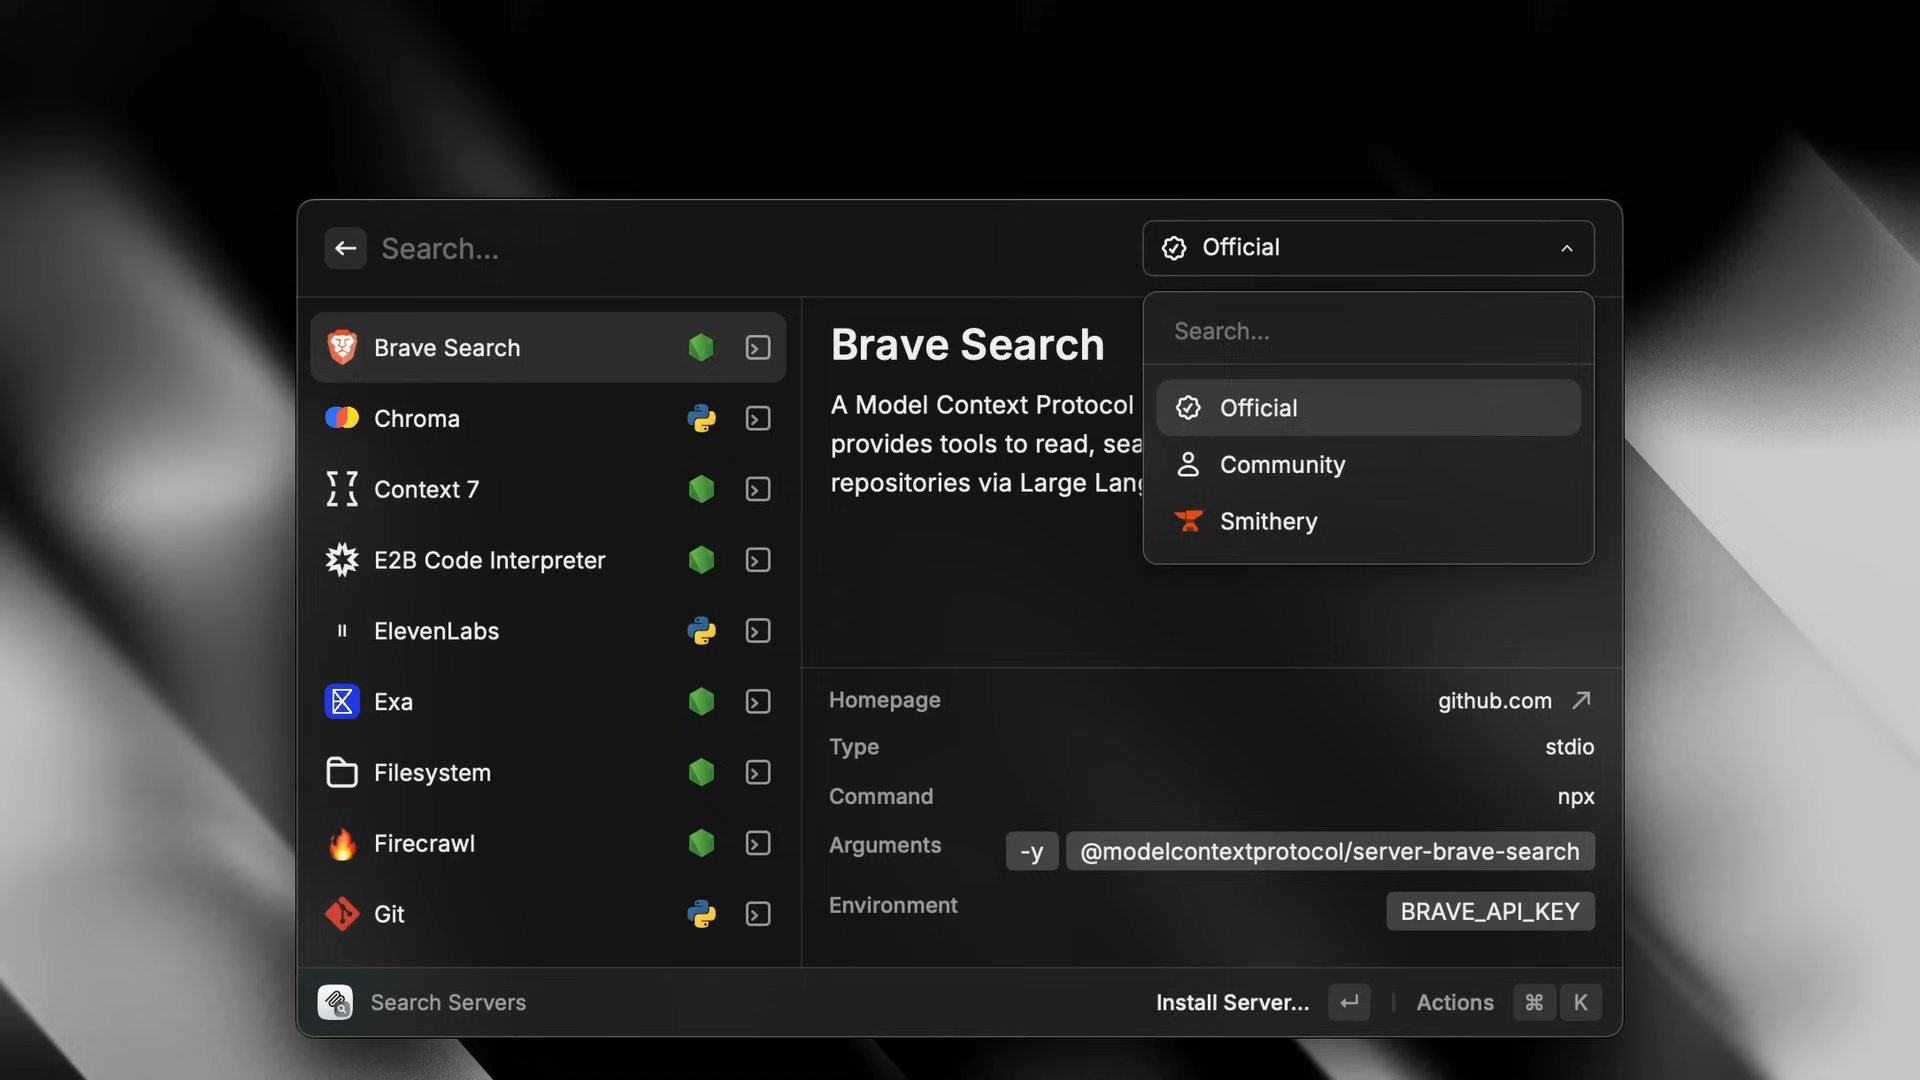 Search...
Official
Search...
Official
Community
Smithery
Brave Search
Chroma
Context 7
E2B Code Interpreter
ElevenLabs
Exa
Filesystem
Firecrawl
Git
Brave Search
A Model Context Protocol
provides tools to read, sea
repositories via Large Lang
Homepage github.com
Type stdio
Command npx
Arguments -y @modelcontextprotocol/server-brave-search
Environment BRAVE_API_KEY
Search Servers
Install Server... Actions ⌘ K